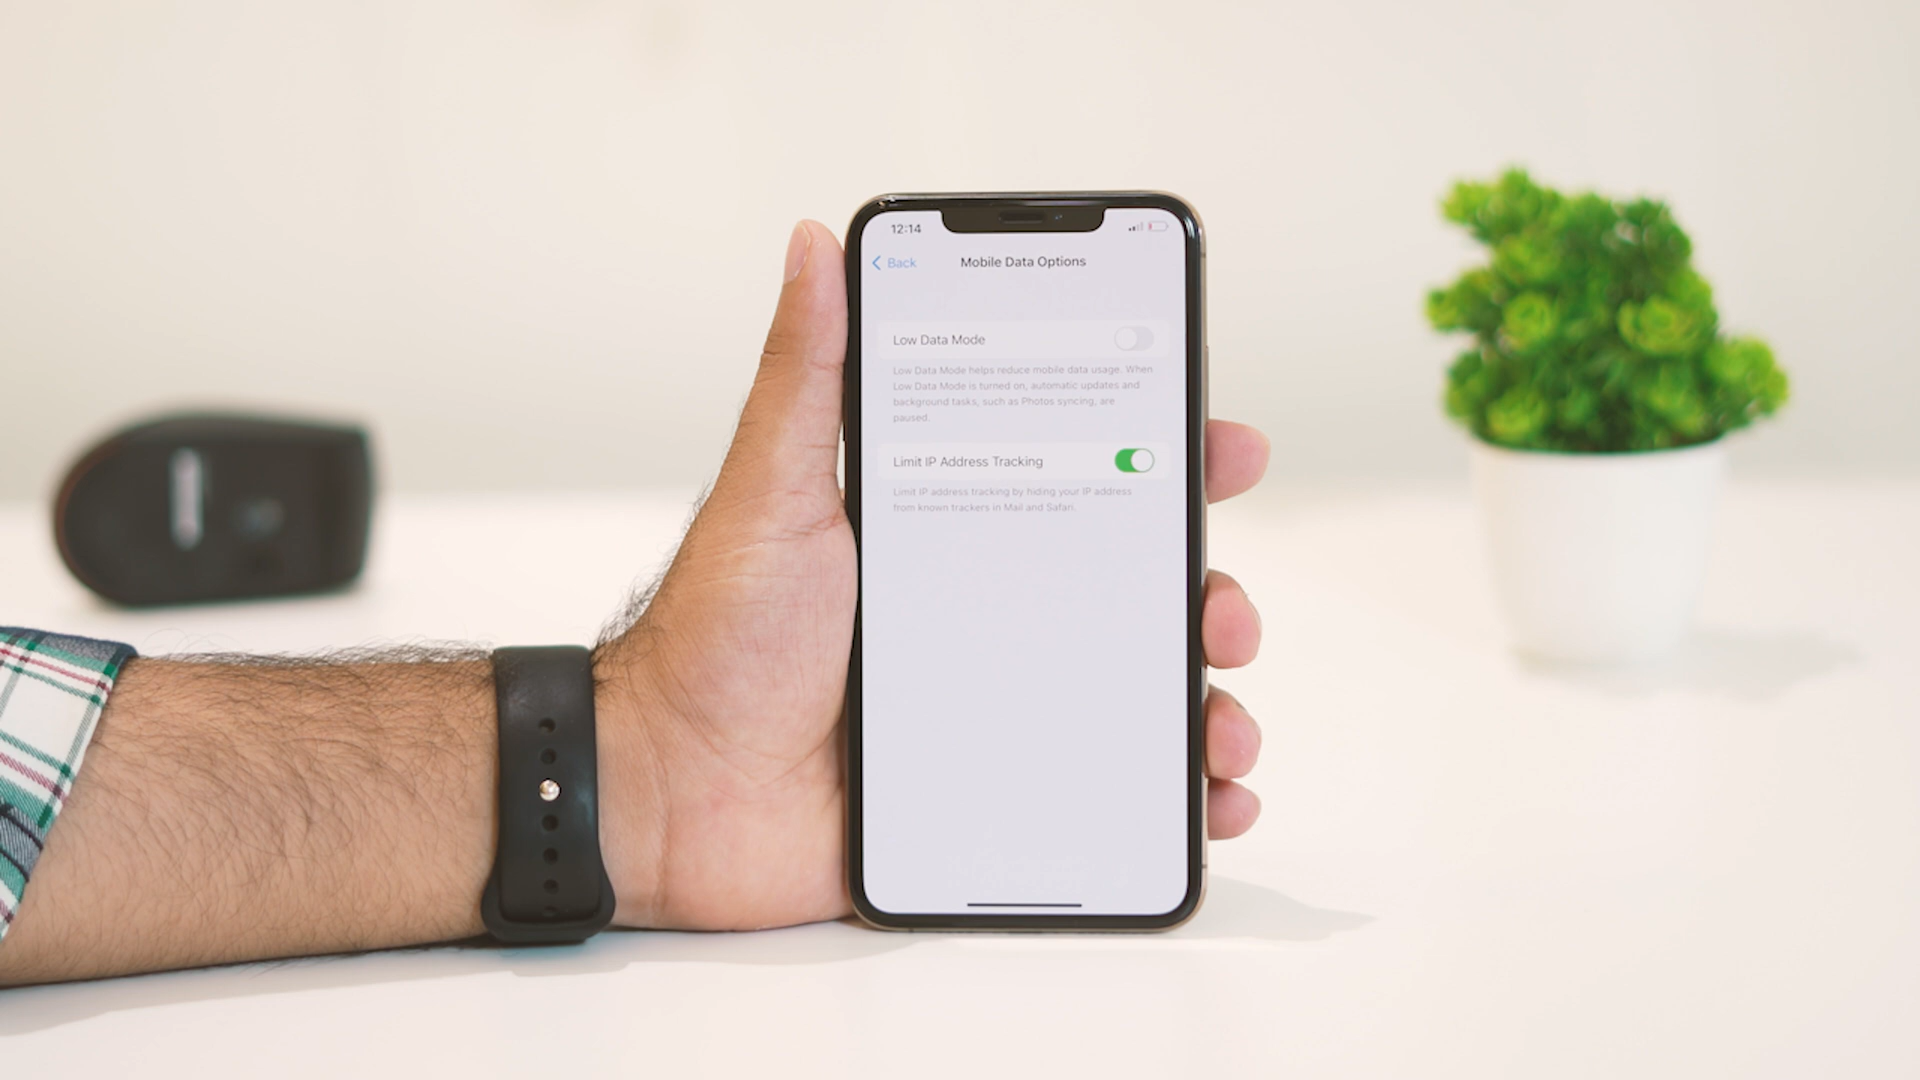 12:14
Back
Mobile Data Options
Low Data Mode
Low Data Mode helps reduce mobile data usage. When
Low Data Mode is turned on, automatic updates and
background tasks, such as Photos syncing, are
paused.
Limit IP Address Tracking
Limit IP address tracking by hiding your IP address
from known trackers in Mail and Safari.